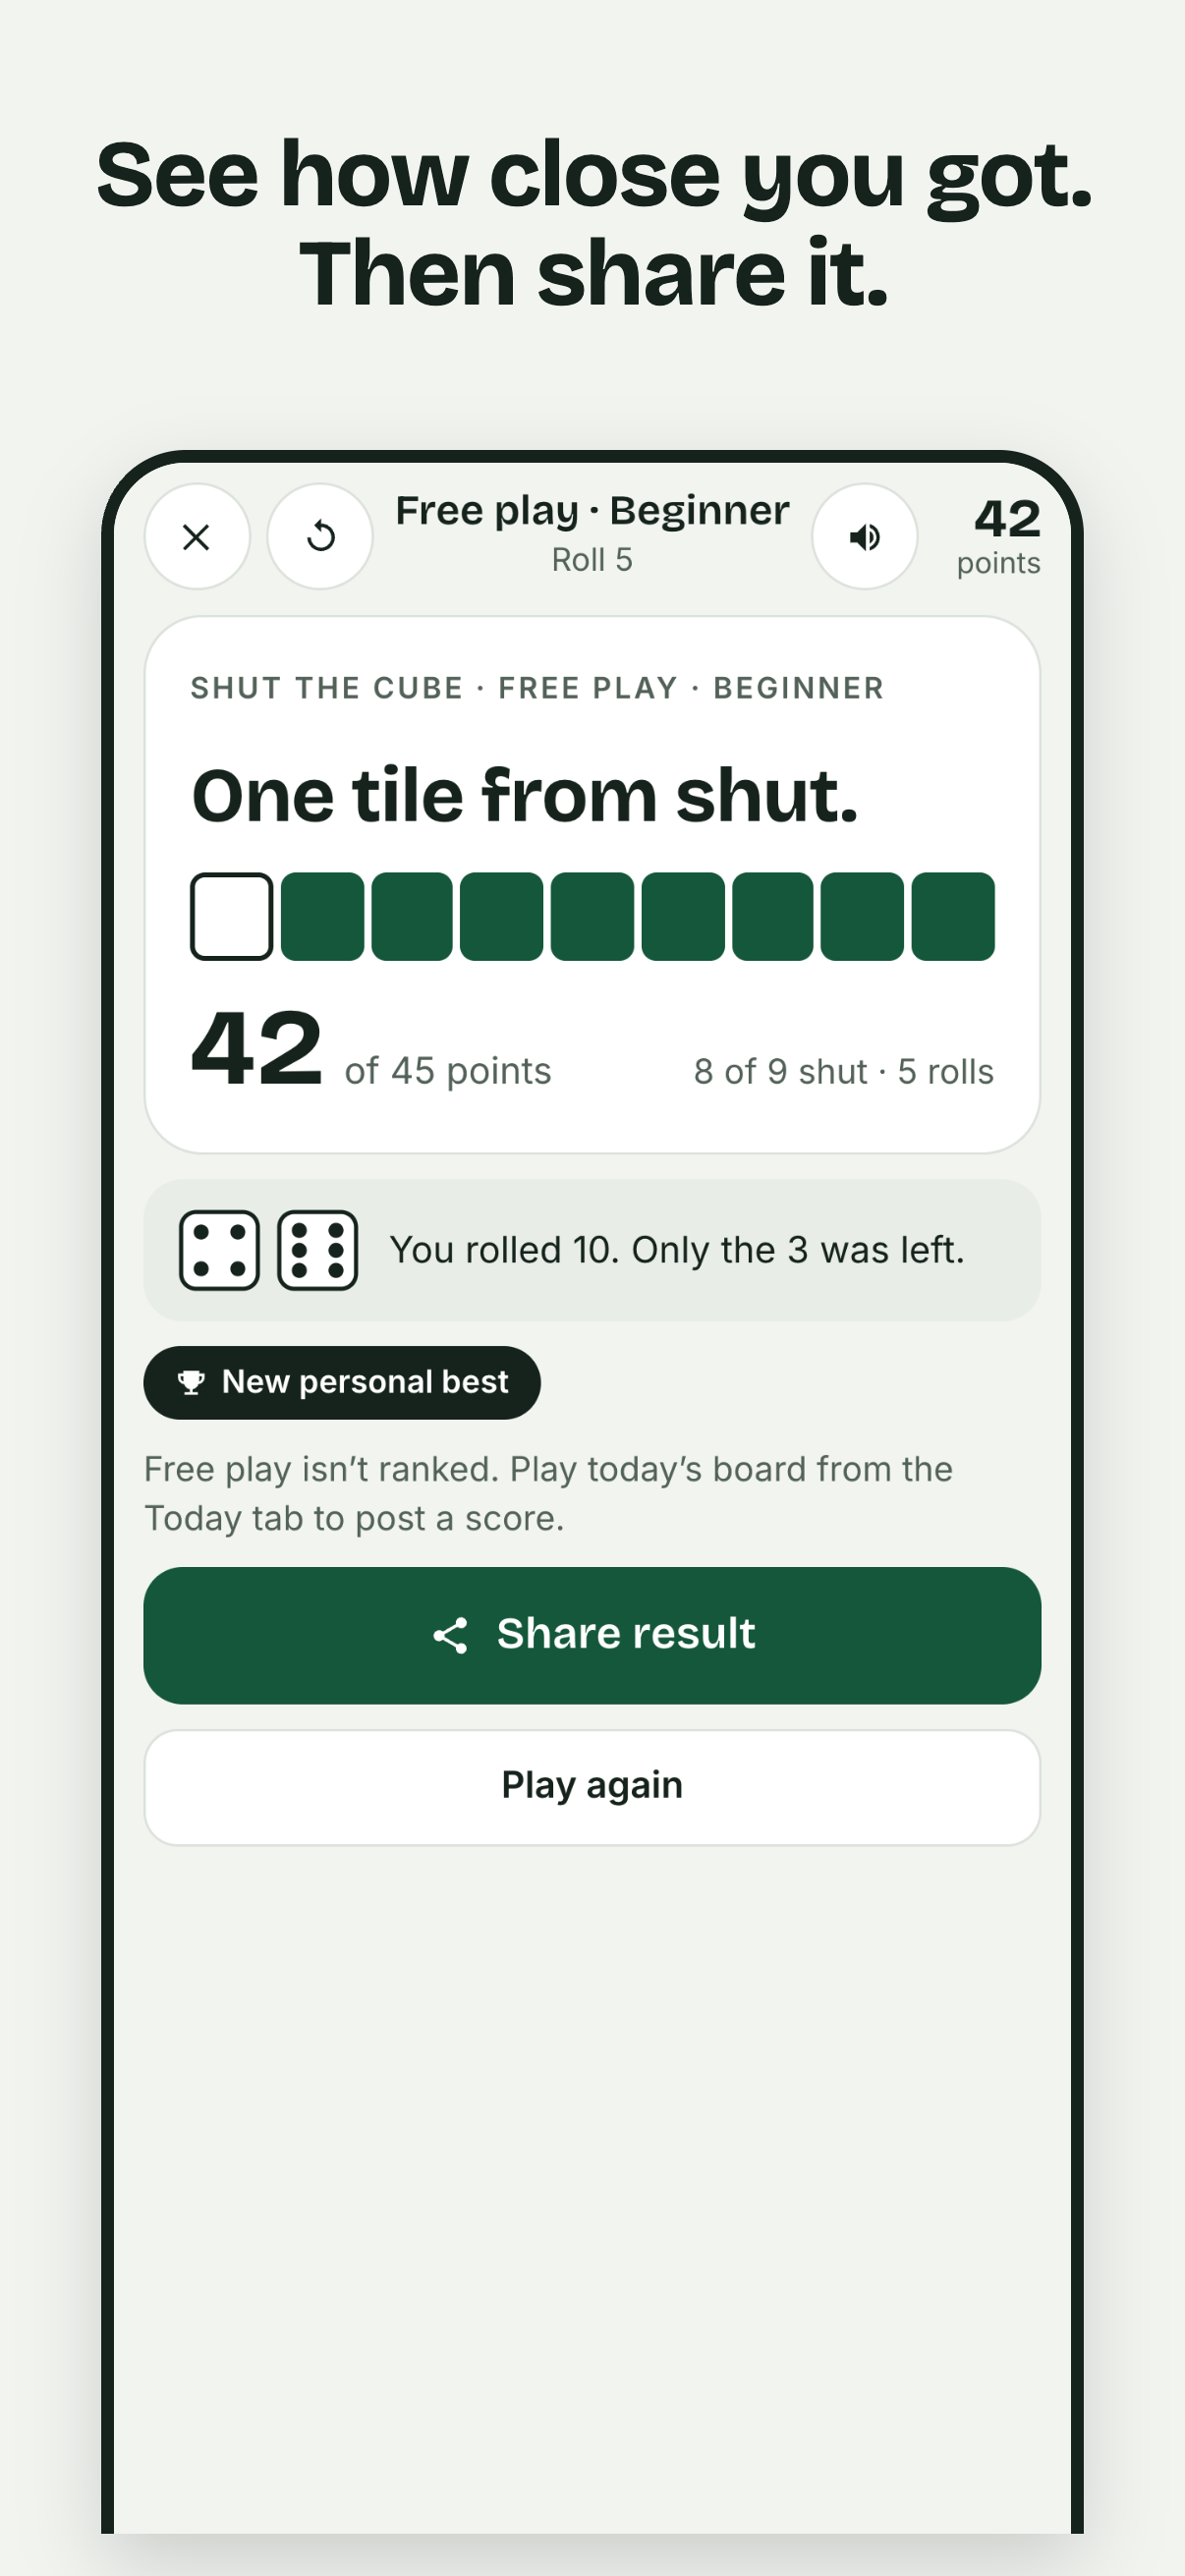 See how close you got.
Then share it.
Free play · Beginner
Roll 5
42
points
SHUT THE CUBE · FREE PLAY · BEGINNER
One tile from shut.
42 of 45 points
8 of 9 shut · 5 rolls
You rolled 10. Only the 3 was left.
New personal best
Free play isn’t ranked. Play today’s board from the
Today tab to post a score.
Share result
Play again